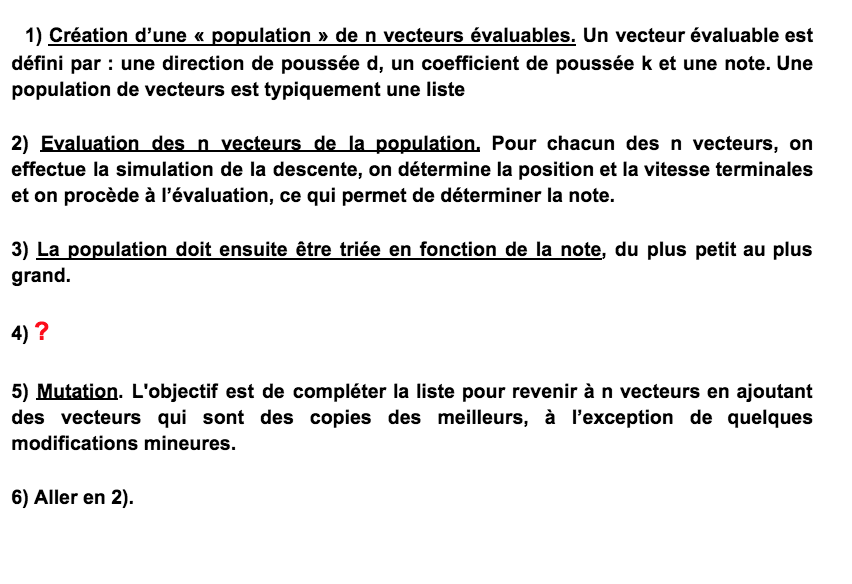 1) Création d’une « population » de n vecteurs évaluables. Un vecteur évaluable est
défini par : une direction de poussée d, un coefficient de poussée k et une note. Une
population de vecteurs est typiquement une liste
2) Evaluation des n vecteurs de la population. Pour chacun des n vecteurs, on
effectue la simulation de la descente, on détermine la position et la vitesse terminales
et on procède à l’évaluation, ce qui permet de déterminer la note.
3) La population doit ensuite être triée en fonction de la note, du plus petit au plus
grand.
4) ?
5) Mutation. L'objectif est de compléter la liste pour revenir à n vecteurs en ajoutant
des vecteurs qui sont des copies des meilleurs, à l’exception de quelques
modifications mineures.
6) Aller en 2).